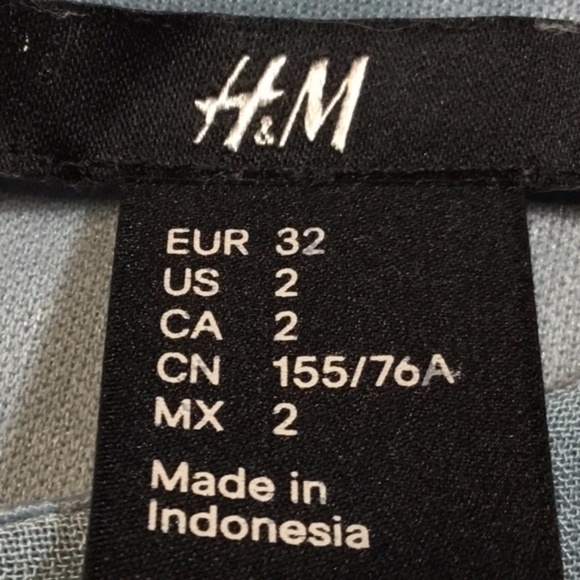 H&M
EUR 32
US 2
CA 2
CN 155/76A
MX 2
Made in
Indonesia